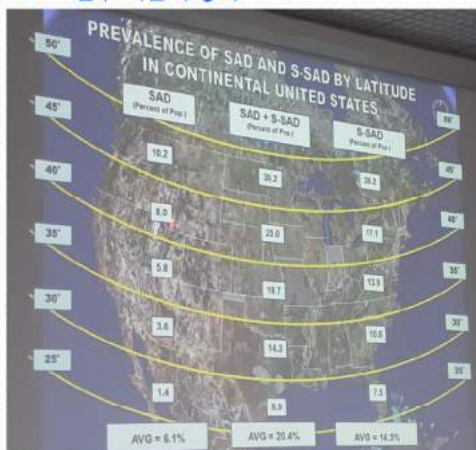 PREVALENCE OF SAD AND S-SAD BY LATITUDE
IN CONTINENTAL UNITED STATES
SAD
(Percent of Pop.)
SAD + S-SAD
(Percent of Pop.)
S-SAD
(Percent of Pop.)
50° 50°
45° 10.2 30.2 20.2 45°
40° 8.0 25.0 17.1 40°
35° 5.8 19.7 13.9 35°
30° 3.6 14.3 10.6 30°
25° 1.4 8.9 7.5 25°
AVG = 6.1% AVG = 20.4% AVG = 14.3%